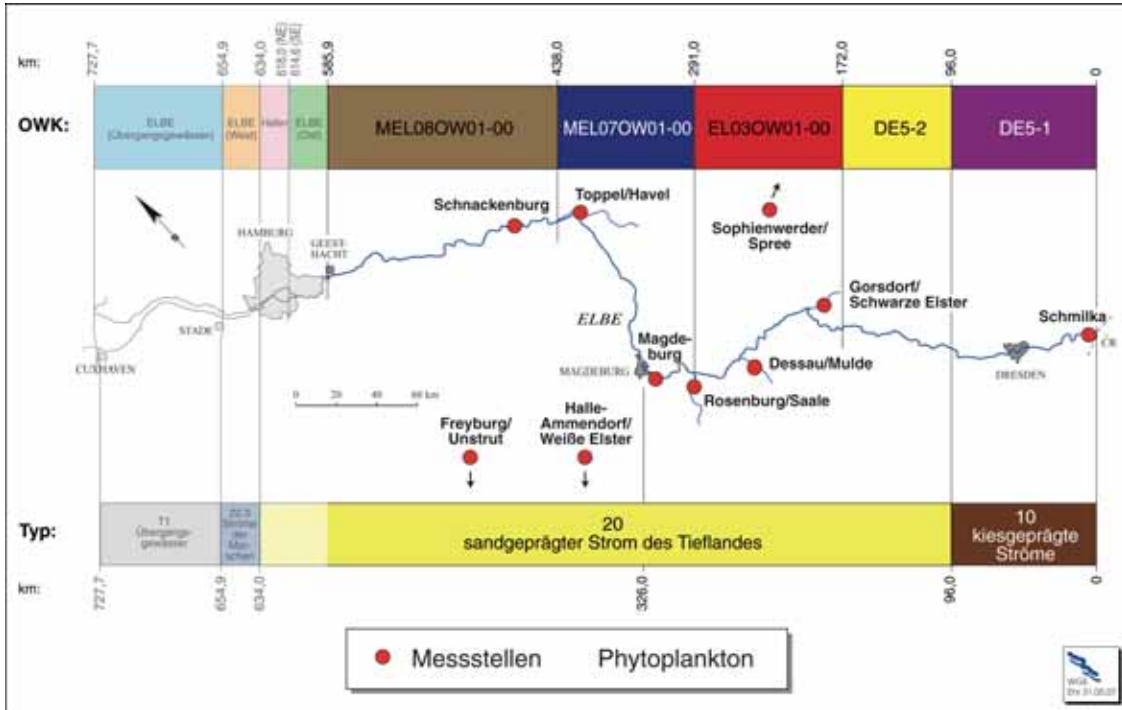 km:
727,7
654,9
634,0
618,0 (NE)
614,6 (SE)
585,9
438,0
291,0
172,0
96,0
0
OWK:
ELBE
(Übergangsgewässer)
ELBE
(West)
Hafen
ELBE
(Ost)
MEL08OW01-00
MEL07OW01-00
EL03OW01-00
DE5-2
DE5-1
Schnackenburg
Toppel/Havel
Sophienwerder/
Spree
HAMBURG
GEEST-
HACHT
Gorsdorf/
Schwarze Elster
Schmilka
ELBE
STADE
Magde-
burg
ČR
CUXHAVEN
MAGDEBURG
Dessau/Mulde
DRESDEN
0 20 40 60 km
Rosenburg/Saale
Freyburg/
Unstrut
Halle-
Ammendorf/
Weiße Elster
Typ:
T1
Übergangs-
gewässer
Ströme
der
Mar-
schen
20
sandgeprägter Strom des Tieflandes
10
kiesgeprägte
Ströme
km:
727,7
654,9
634,0
326,0
96,0
0
Messstellen Phytoplankton